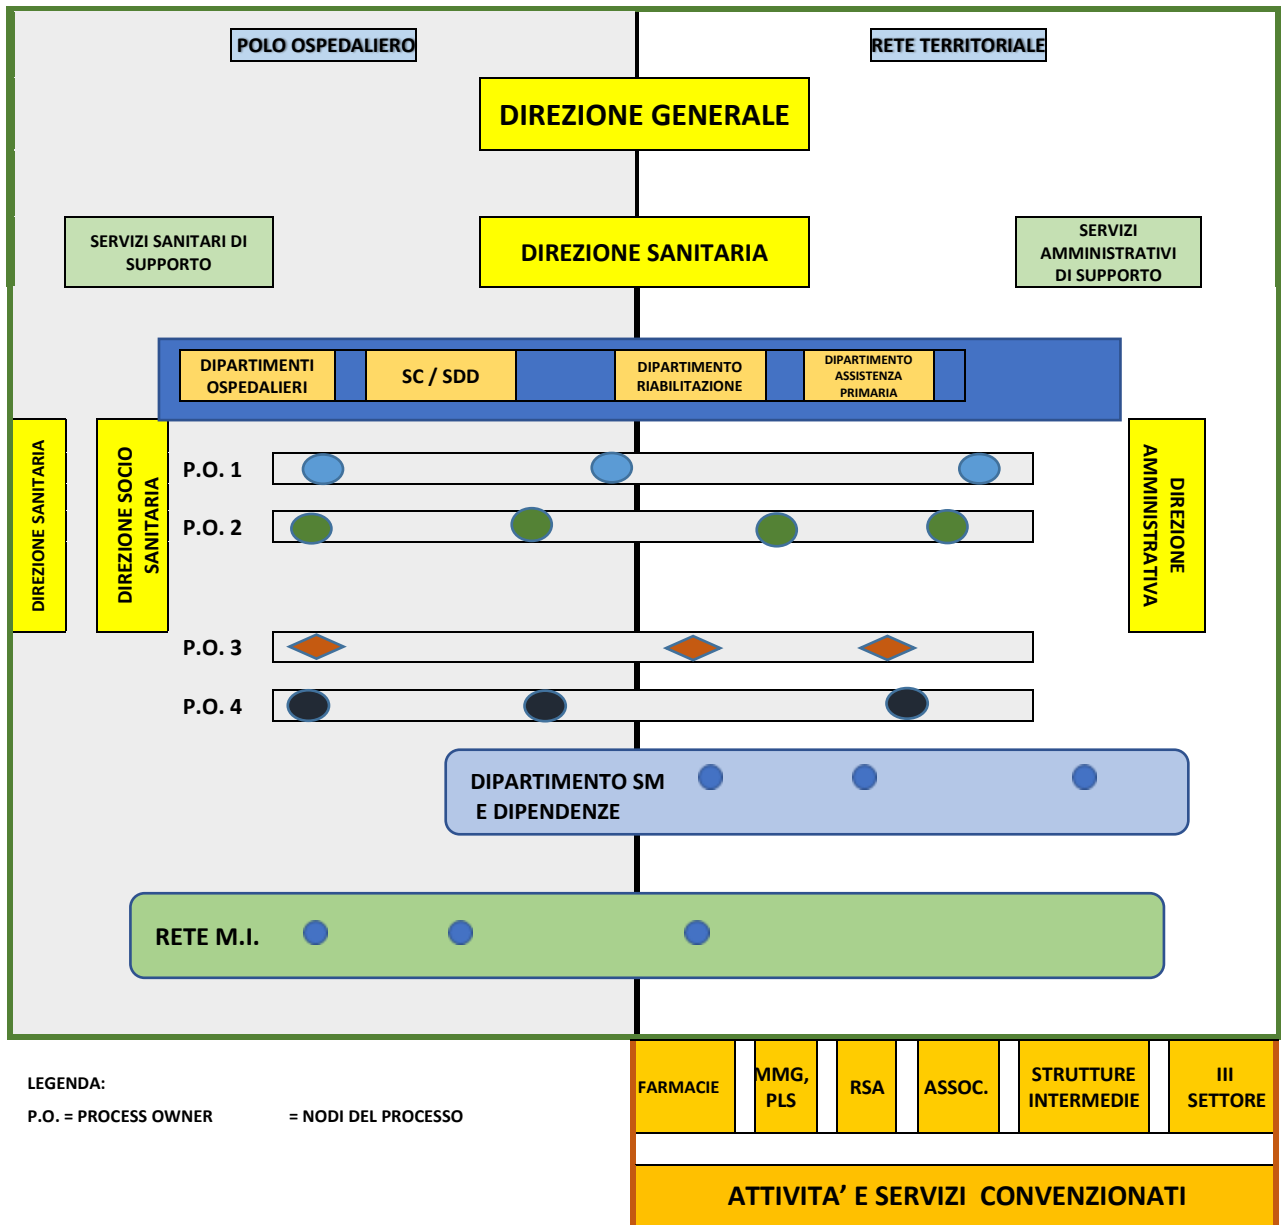 POLO OSPEDALIERO
RETE TERRITORIALE
DIREZIONE GENERALE
SERVIZI SANITARI DI
SUPPORTO
DIREZIONE SANITARIA
SERVIZI
AMMINISTRATIVI
DI SUPPORTO
DIPARTIMENTI
OSPEDALIERI
SC / SDD
DIPARTIMENTO
RIABILITAZIONE
DIPARTIMENTO
ASSISTENZA
PRIMARIA
DIREZIONE SANITARIA
DIREZIONE SOCIO
SANITARIA
P.O. 1
P.O. 2
P.O. 3
P.O. 4
DIREZIONE
AMMINISTRATIVA
DIPARTIMENTO SM
E DIPENDENZE
RETE M.I.
LEGENDA:
P.O. = PROCESS OWNER = NODI DEL PROCESSO
FARMACIE
MMG,
PLS
RSA
ASSOC.
STRUTTURE
INTERMEDIE
III
SETTORE
ATTIVITA’ E SERVIZI CONVENZIONATI